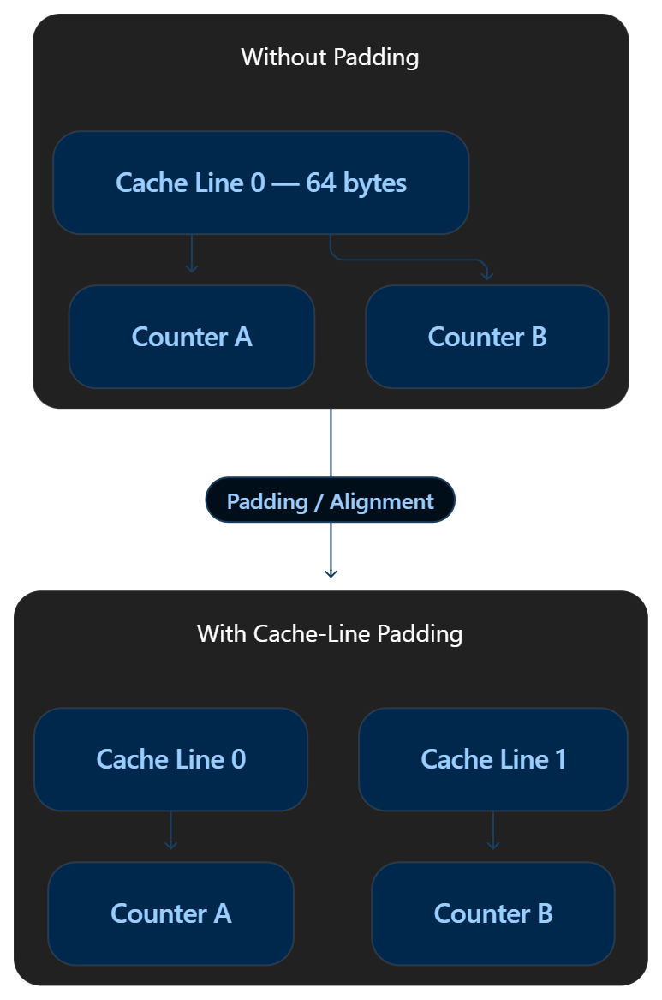 Without Padding
Cache Line 0 — 64 bytes
Counter A
Counter B
Padding / Alignment
With Cache-Line Padding
Cache Line 0
Cache Line 1
Counter A
Counter B